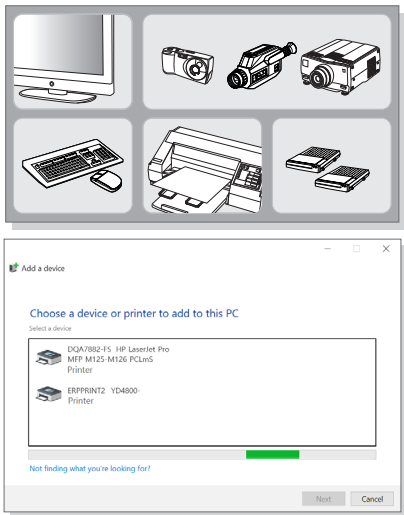 Add a device
Choose a device or printer to add to this PC
Select a device
DQA7882-F5 HP LaserJet Pro
MFP M125-M126 PCLmS
Printer
ERPPRINT2 YD4800-
Printer
Not finding what you're looking for?
Next
Cancel